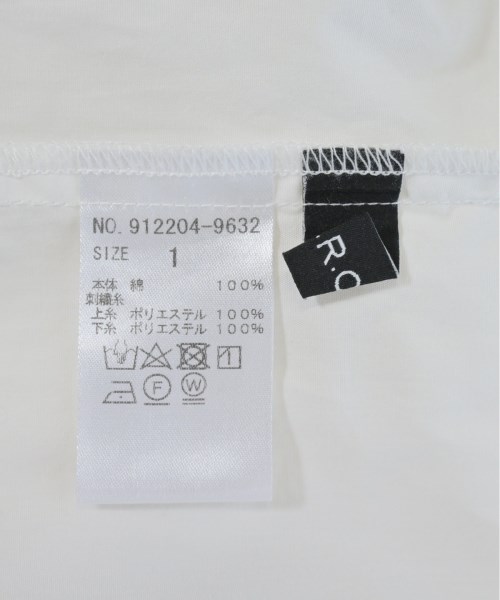 NO. 912204-9632
SIZE 1
本体 綿 100%
刺繍糸
上糸 ポリエステル 100%
下糸 ポリエステル 100%
F W
.R.